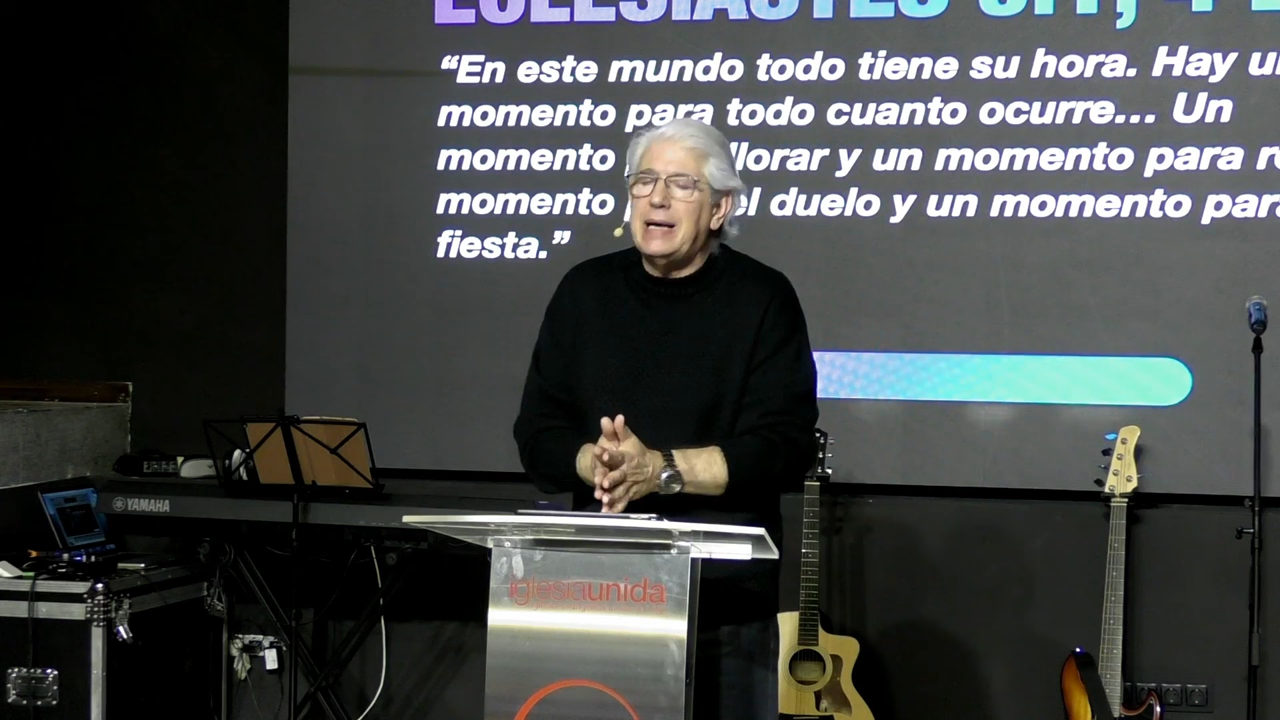 “En este mundo todo tiene su hora. Hay
momento para todo cuanto ocurre... Un
momento llorar y un momento para
momento el duelo y un momento
fiesta.”
YAMAHA
iglesiaunida